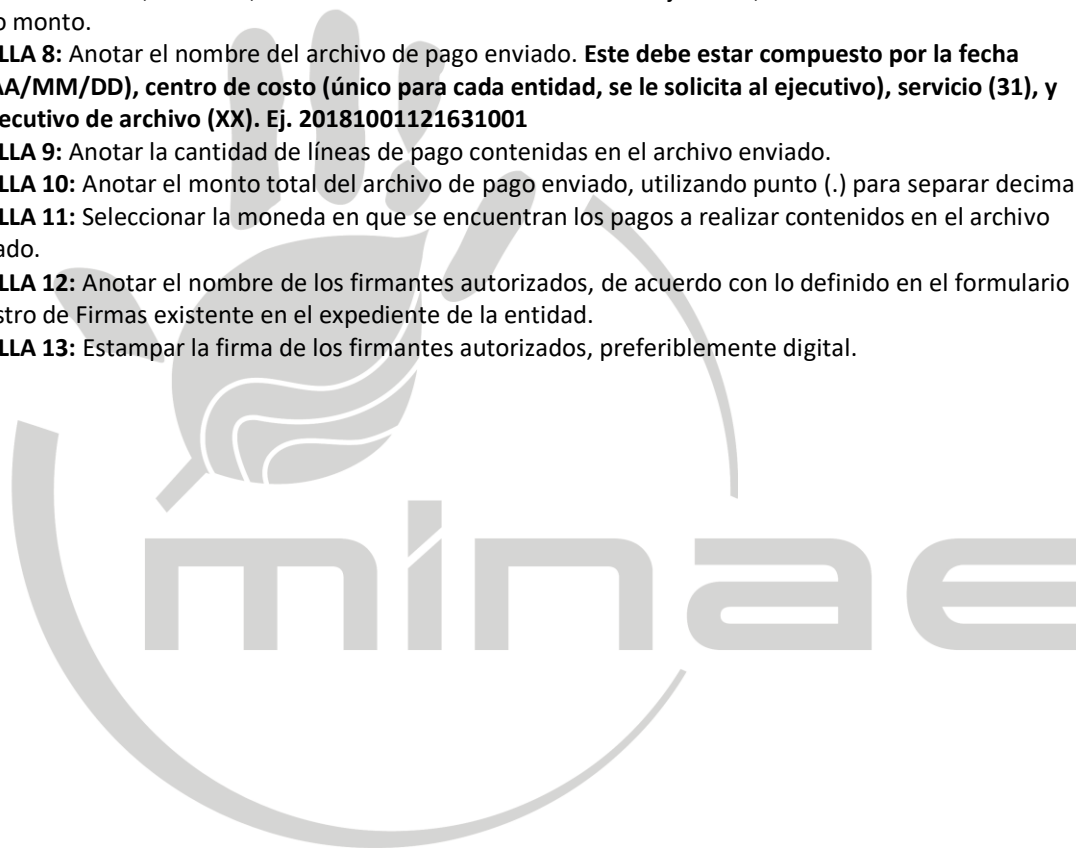 o monto.
LLA 8: Anotar el nombre del archivo de pago enviado. Este debe estar compuesto por la fecha
AA/MM/DD), centro de costo (único para cada entidad, se le solicita al ejecutivo), servicio (31), y
ecutivo de archivo (XX). Ej. 20181001121631001
LLA 9: Anotar la cantidad de líneas de pago contenidas en el archivo enviado.
LLA 10: Anotar el monto total del archivo de pago enviado, utilizando punto (.) para separar decima
LLA 11: Seleccionar la moneda en que se encuentran los pagos a realizar contenidos en el archivo
ado.
LLA 12: Anotar el nombre de los firmantes autorizados, de acuerdo con lo definido en el formulario
stro de Firmas existente en el expediente de la entidad.
LLA 13: Estampar la firma de los firmantes autorizados, preferiblemente digital.
minae